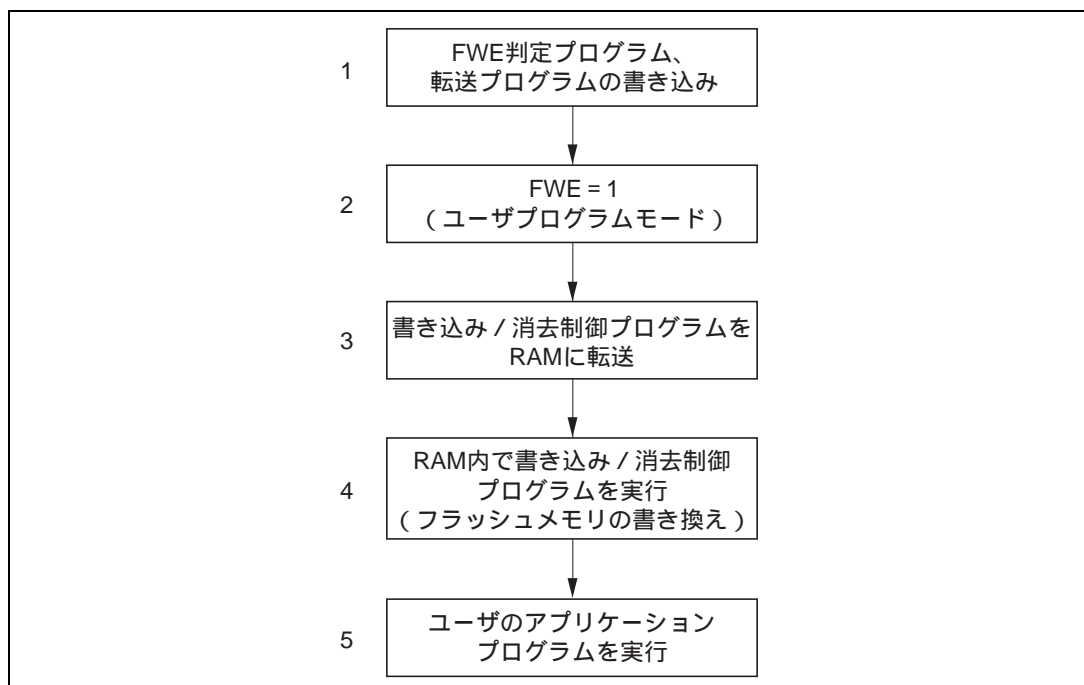 1
FWE判定プログラム、
転送プログラムの書き込み
2
FWE = 1
（ユーザプログラムモード）
3
書き込み / 消去制御プログラムを
RAMに転送
4
RAM内で書き込み / 消去制御
プログラムを実行
（フラッシュメモリの書き換え）
5
ユーザのアプリケーション
プログラムを実行